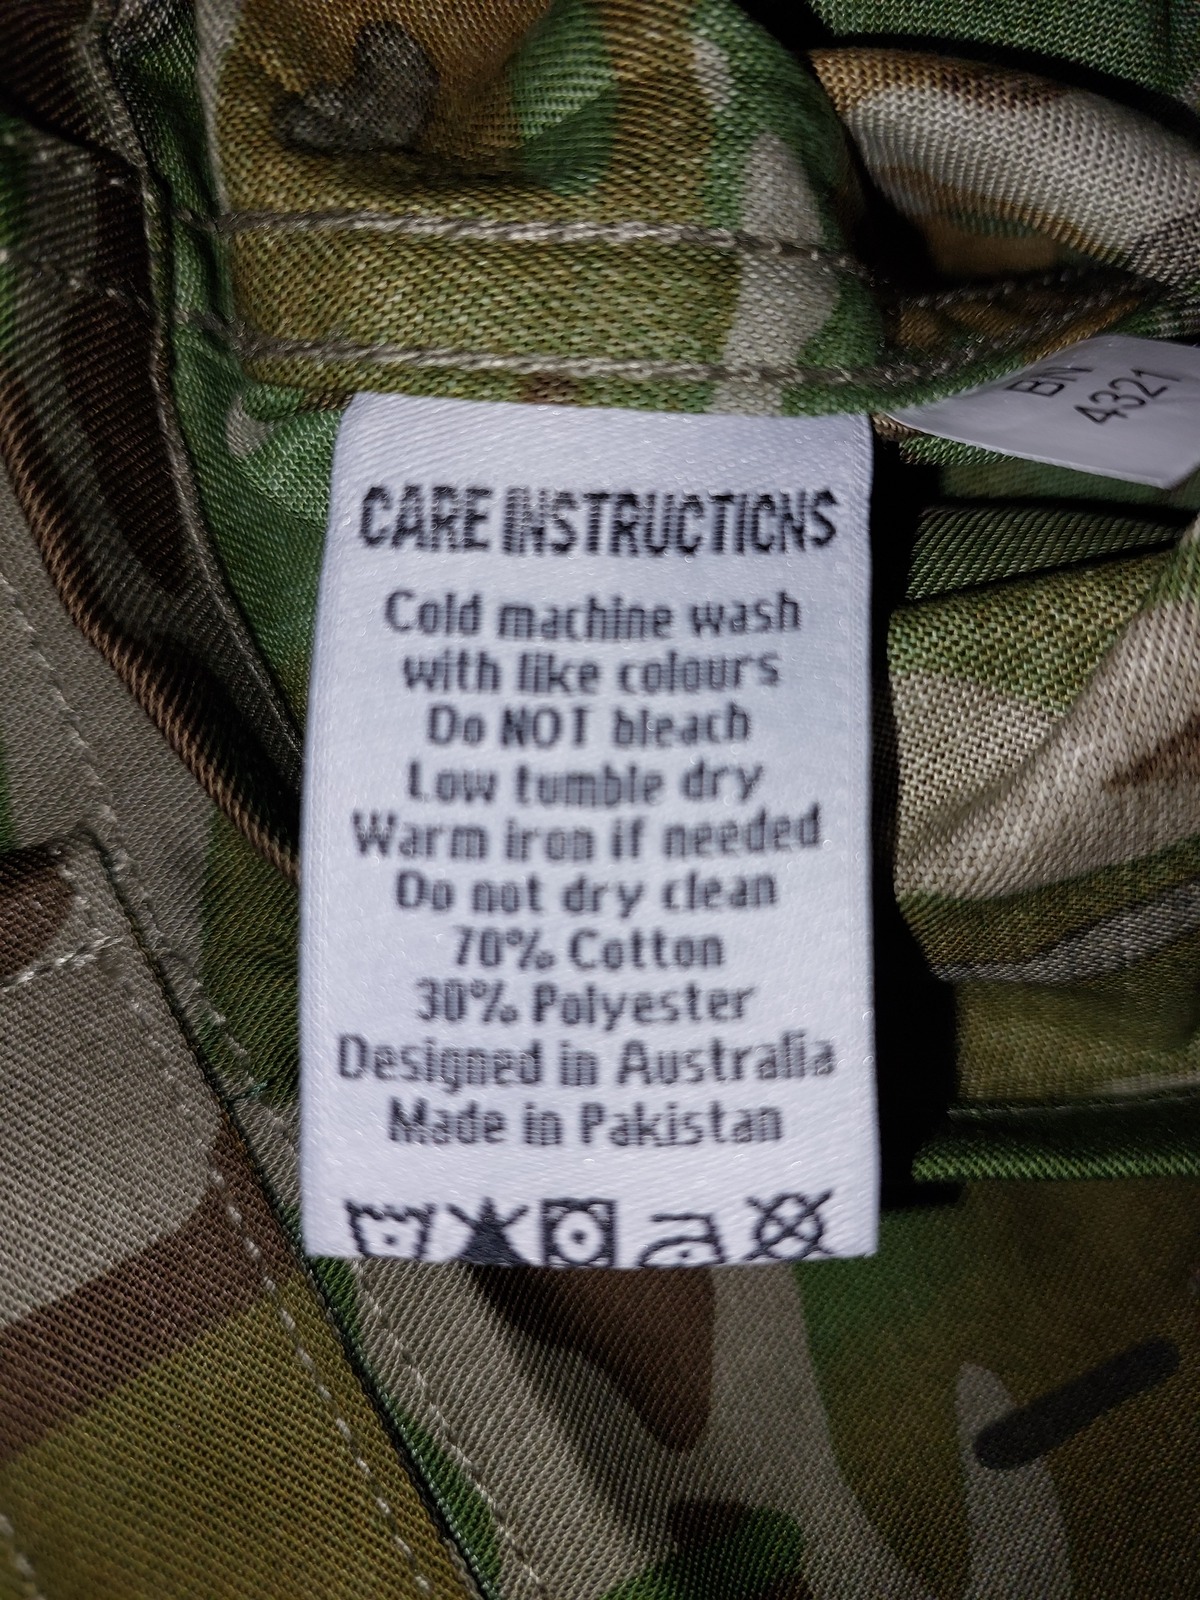 BN
4321
CARE INSTRUCTIONS
Cold machine wash
with like colours
Do NOT bleach
Low tumble dry
Warm iron if needed
Do not dry clean
70% Cotton
30% Polyester
Designed in Australia
Made in Pakistan